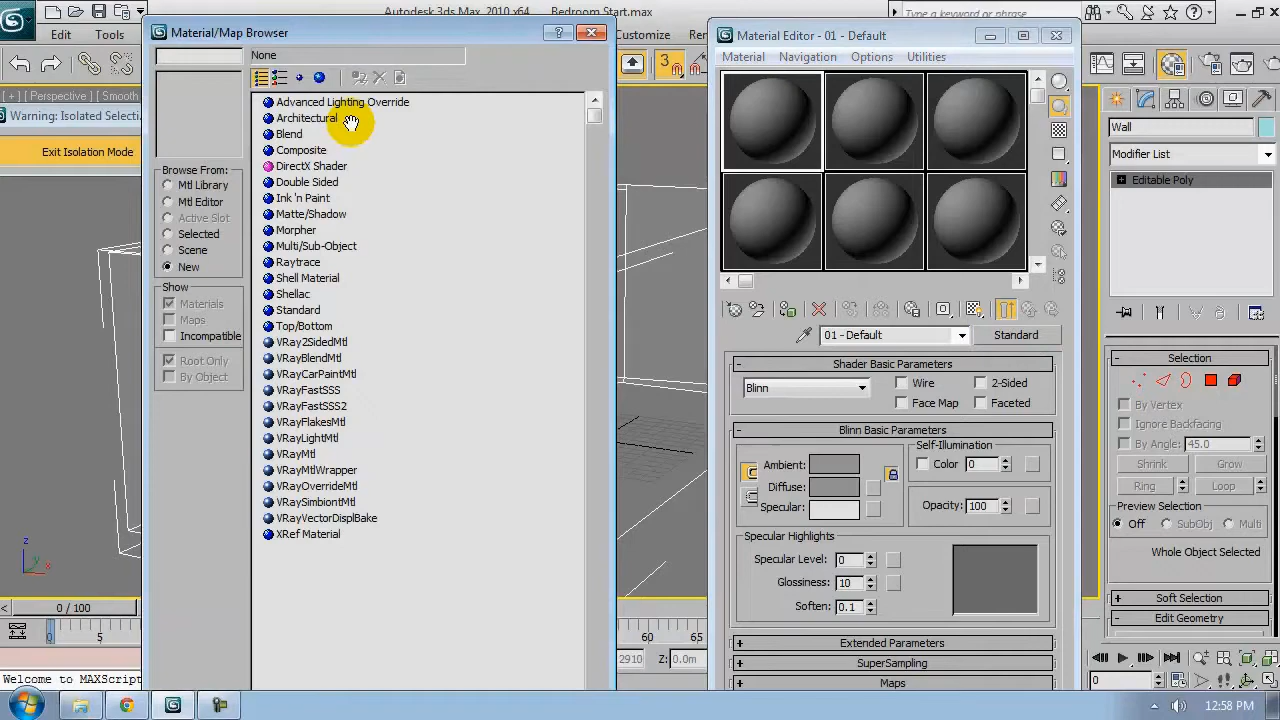 Autodesk 3ds Max 2010 x64 Bedroom Start.max
Edit
Tools
Customize
[ + ] [ Perspective ] [ Smooth
Warning: Isolated Selecti...
Exit Isolation Mode
Material/Map Browser
None
Browse From:
Mtl Library
Mtl Editor
Active Slot
Selected
Scene
New
Show
Materials
Maps
Incompatible
Root Only
By Object
Advanced Lighting Override
Architectural
Blend
Composite
DirectX Shader
Double Sided
Ink 'n Paint
Matte/Shadow
Morpher
Multi/Sub-Object
Raytrace
Shell Material
Shellac
Standard
Top/Bottom
VRay2SidedMtl
VRayBlendMtl
VRayCarPaintMtl
VRayFastSSS
VRayFastSSS2
VRayFlakesMtl
VRayLightMtl
VRayMtl
VRayMtlWrapper
VRayOverrideMtl
VRaySimbiontMtl
VRayVectorDisplBake
XRef Material
Material Editor - 01 - Default
Material Navigation Options Utilities
01 - Default
Standard
Shader Basic Parameters
Blinn
Wire
2-Sided
Face Map
Faceted
Blinn Basic Parameters
Self-Illumination
Color 0
Ambient:
Diffuse:
Specular:
Opacity: 100
Specular Highlights
Specular Level: 0
Glossiness: 10
Soften: 0.1
Extended Parameters
SuperSampling
Maps
Type a keyword or phrase
Wall
Modifier List
Editable Poly
Selection
By Vertex
Ignore Backfacing
By Angle: 45.0
Shrink
Grow
Ring
Loop
Preview Selection
Off
SubObj
Multi
Whole Object Selected
Soft Selection
Edit Geometry
0 / 100
0
5
60
65
2910
Z: 0.0m
0
Welcome to MAXScript
12:58 PM